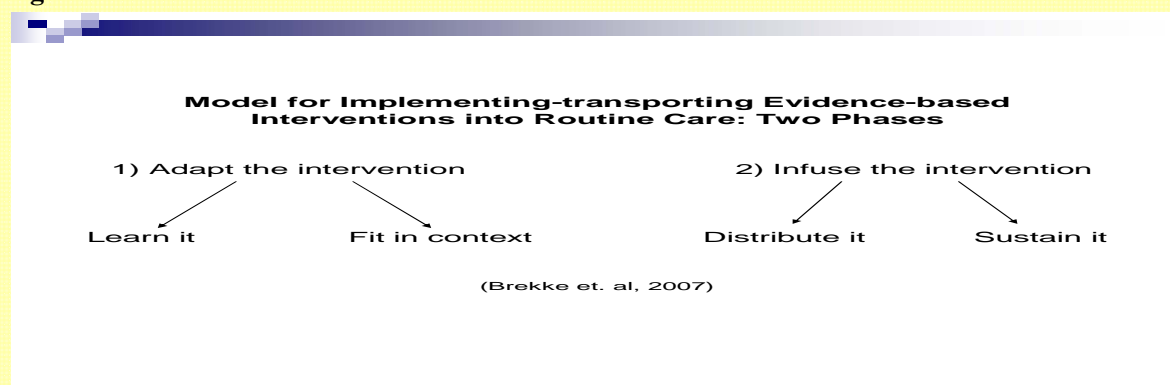 Model for Implementing-transporting Evidence-based
Interventions into Routine Care: Two Phases
1) Adapt the intervention 2) Infuse the intervention
Learn it Fit in context Distribute it Sustain it
(Brekke et. al, 2007)